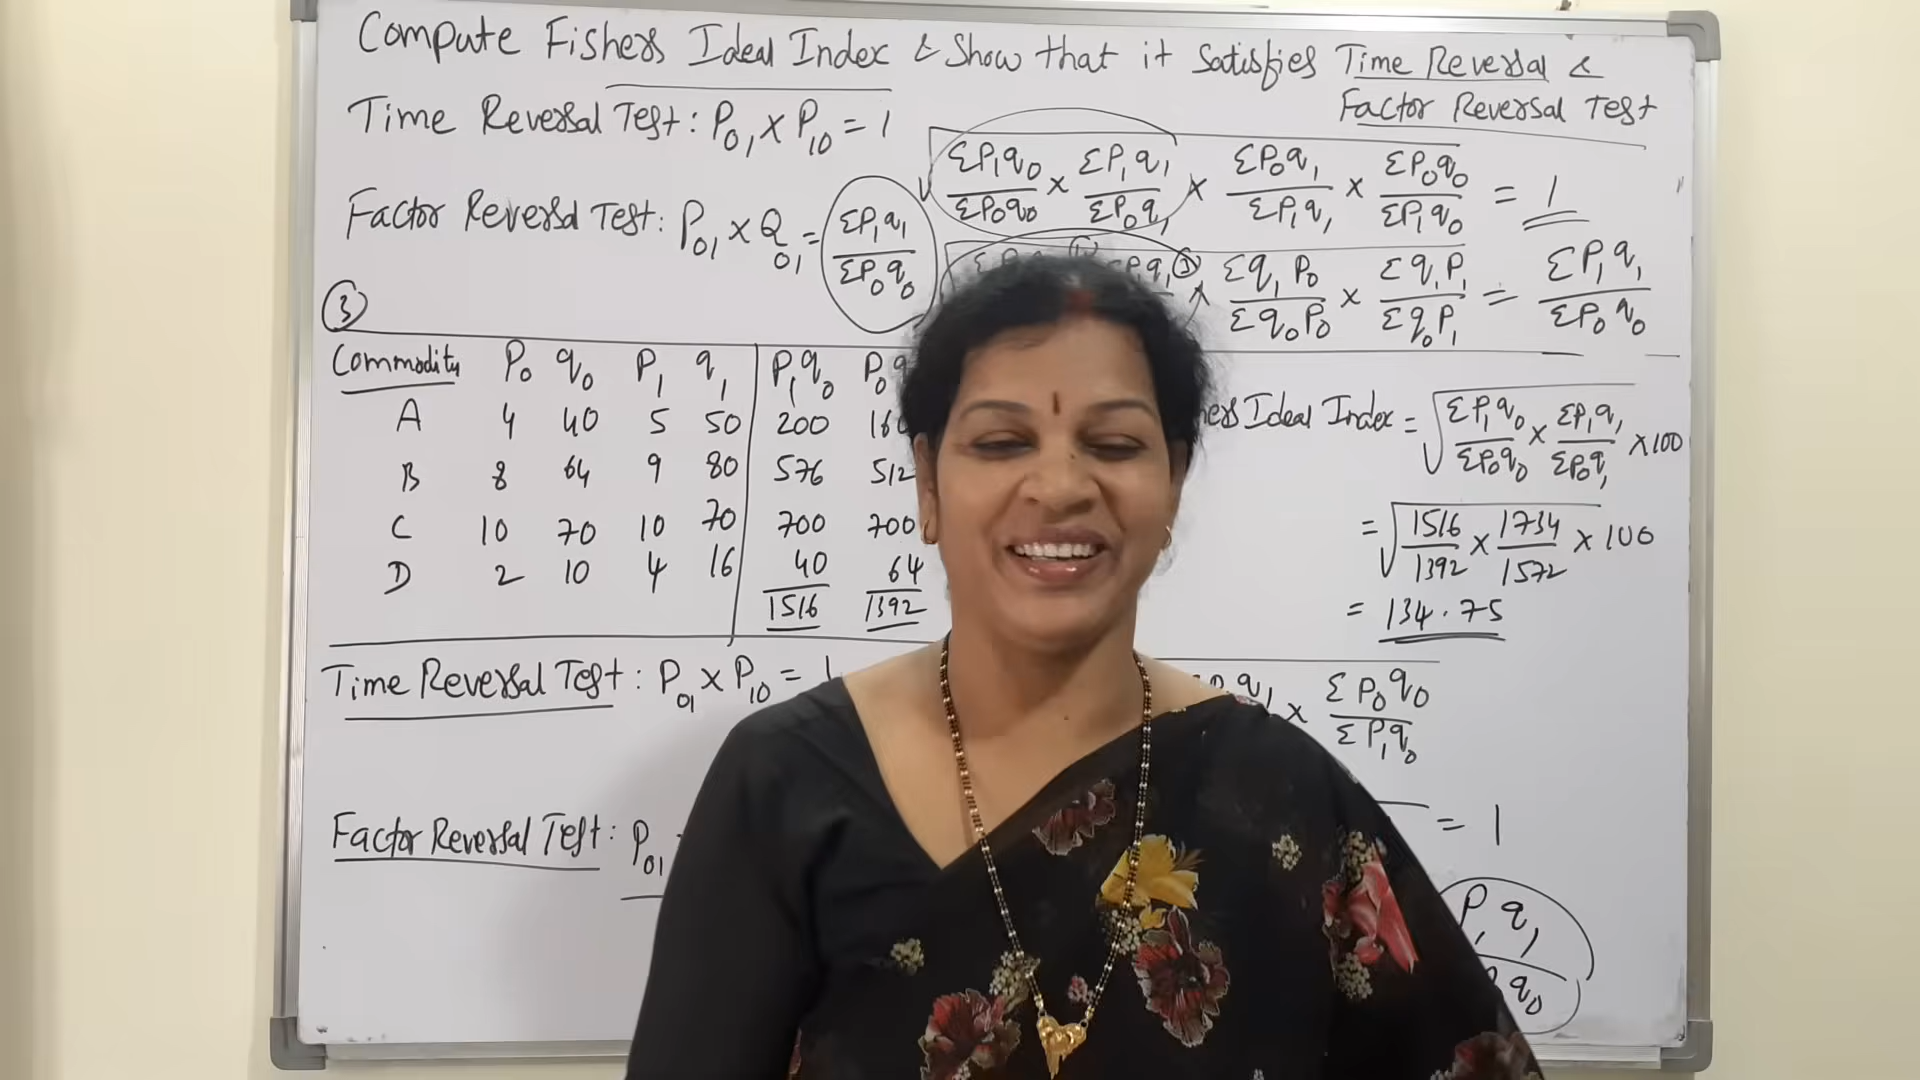 Compute Fishers Ideal Index & Show that it Satisfies Time Reversal &
Factor Reversal Test
Time Reversal Test: P01 x P10 = 1
ΣP1q0/ΣP0q0 x ΣP1q1/ΣP0q1 x ΣP0q1/ΣP1q1 x ΣP0q0/ΣP1q0 = 1
Factor Reversal Test: P01 x Q01 = ΣP1q1/ΣP0q0
Σq1P0/Σq0P0 x Σq1P1/Σq0P1 = ΣP1q1/ΣP0q0
③
Commodity P0 q0 P1 q1 P1q0 P0q
A 4 40 5 50 200 160
B 8 64 9 80 576 512
C 10 70 10 70 700 700
D 2 10 4 16 40 64
1516 1392
Ideal Index = √ΣP1q0/ΣP0q0 x ΣP1q1/ΣP0q1 x 100
= √1516/1392 x 1734/1572 x 100
= 134.75
Time Reversal Test: P01 x P10 = 1
x ΣP0q0/ΣP1q0
= 1
Factor Reversal Test: P01
P1q1
q0